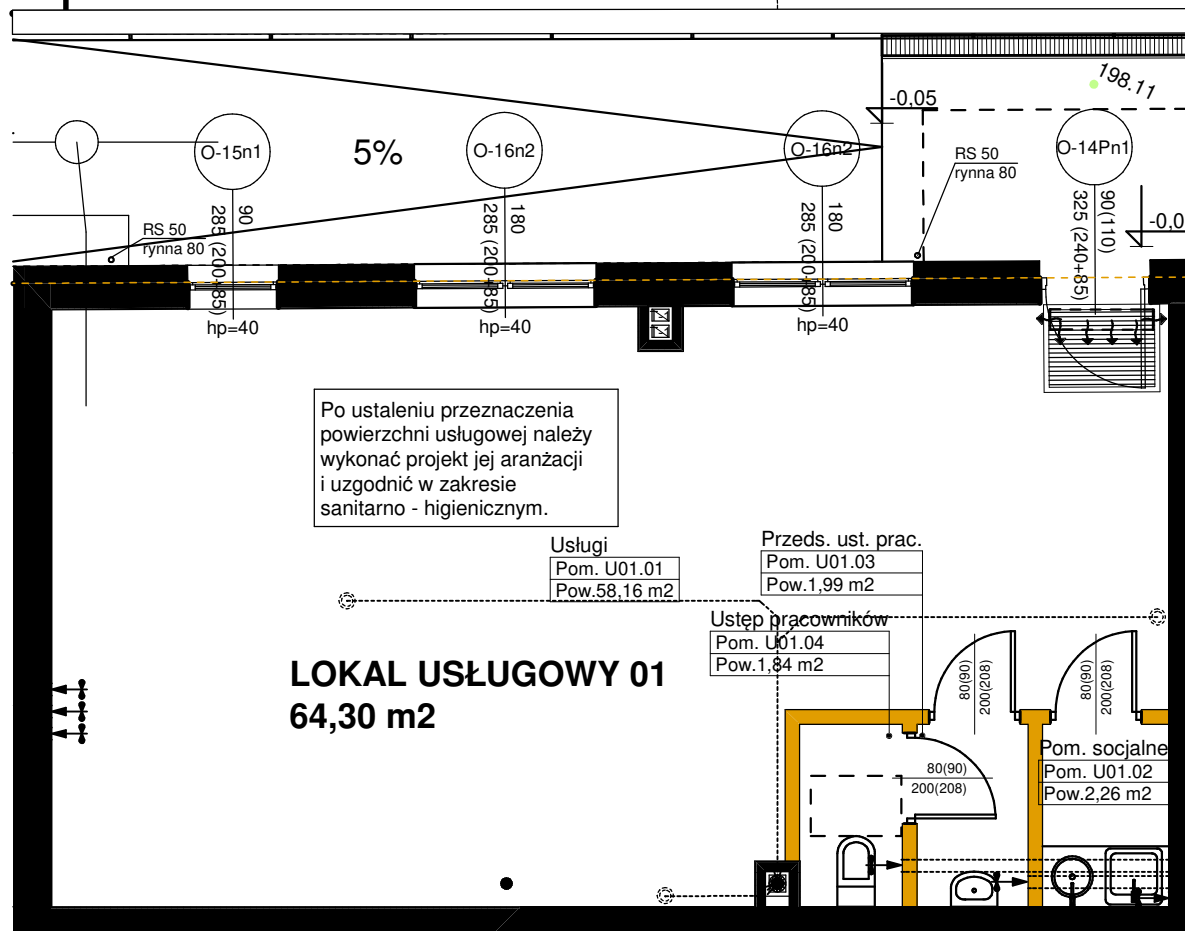 198.11
-0,05
O-15n1
5%
O-16n2
O-16n2
O-14Pn1
RS 50
rynna 80
RS 50
rynna 80
90
285 (200+85)
180
285 (200+85)
180
285 (200+85)
90(110)
325 (240+85)
-0,0
hp=40
hp=40
hp=40
Po ustaleniu przeznaczenia
powierzchni usługowej należy
wykonać projekt jej aranżacji
i uzgodnić w zakresie
sanitarno - higienicznym.
Usługi
Pom. U01.01
Pow.58,16 m2
Przeds. ust. prac.
Pom. U01.03
Pow.1,99 m2
Ustęp pracowników
Pom. U01.04
Pow.1,84 m2
LOKAL USŁUGOWY 01
64,30 m2
80(90)
200(208)
80(90)
200(208)
80(90)
200(208)
Pom. socjalne
Pom. U01.02
Pow.2,26 m2